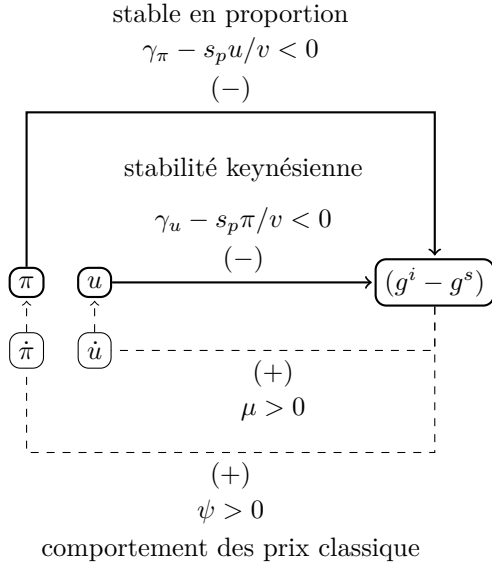 stable en proportion
γ_π − s_p u/v < 0
(−)
stabilité keynésienne
γ_u − s_p π/v < 0
(−)
π u (g^i − g^s)
π̇ u̇
(+)
μ > 0
(+)
ψ > 0
comportement des prix classique